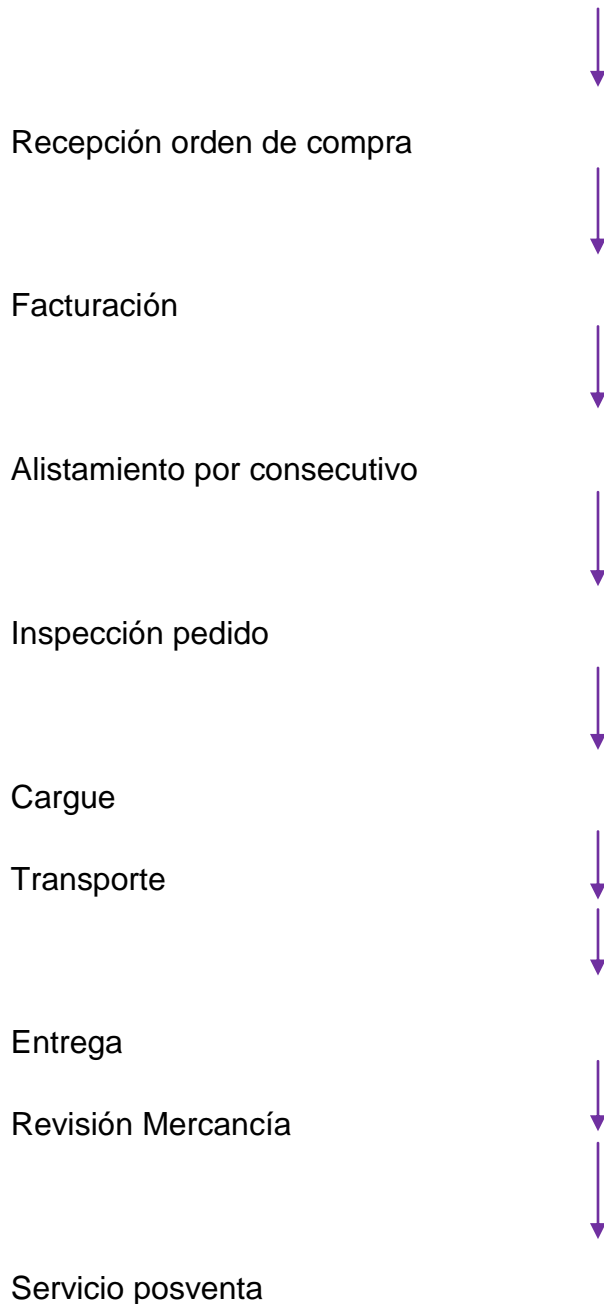 Recepción orden de compra
Facturación
Alistamiento por consecutivo
Inspección pedido
Cargue
Transporte
Entrega
Revisión Mercancía
Servicio posventa